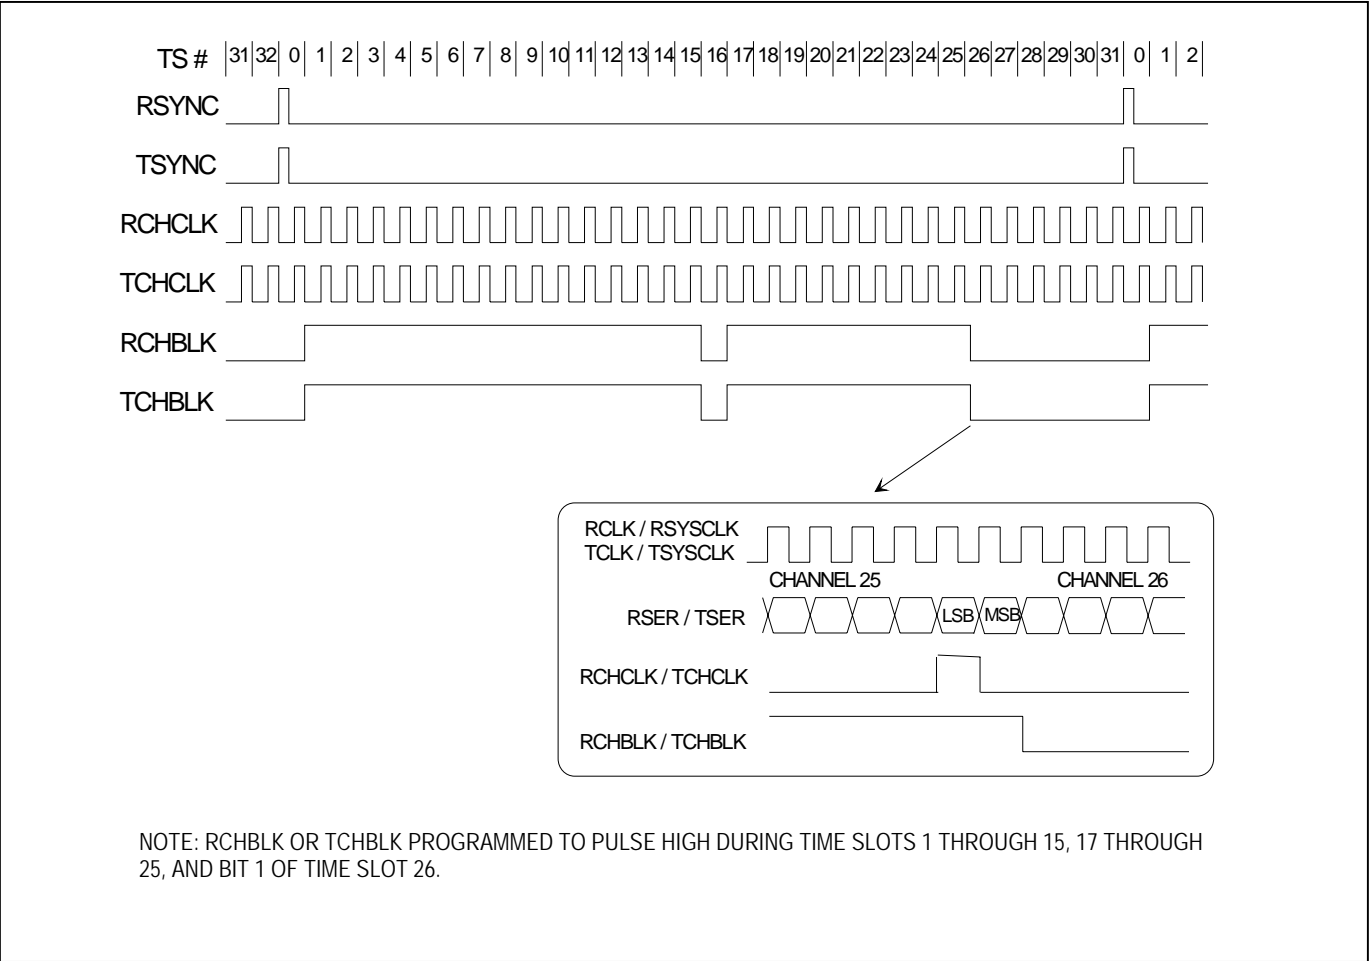 TS # 31 32 0 1 2 3 4 5 6 7 8 9 10 11 12 13 14 15 16 17 18 19 20 21 22 23 24 25 26 27 28 29 30 31 0 1 2
RSYNC
TSYNC
RCHCLK
TCHCLK
RCHBLK
TCHBLK
RCLK / RSYSCLK
TCLK / TSYSCLK
CHANNEL 25 CHANNEL 26
RSER / TSER LSB MSB
RCHCLK / TCHCLK
RCHBLK / TCHBLK
NOTE: RCHBLK OR TCHBLK PROGRAMMED TO PULSE HIGH DURING TIME SLOTS 1 THROUGH 15, 17 THROUGH
25, AND BIT 1 OF TIME SLOT 26.